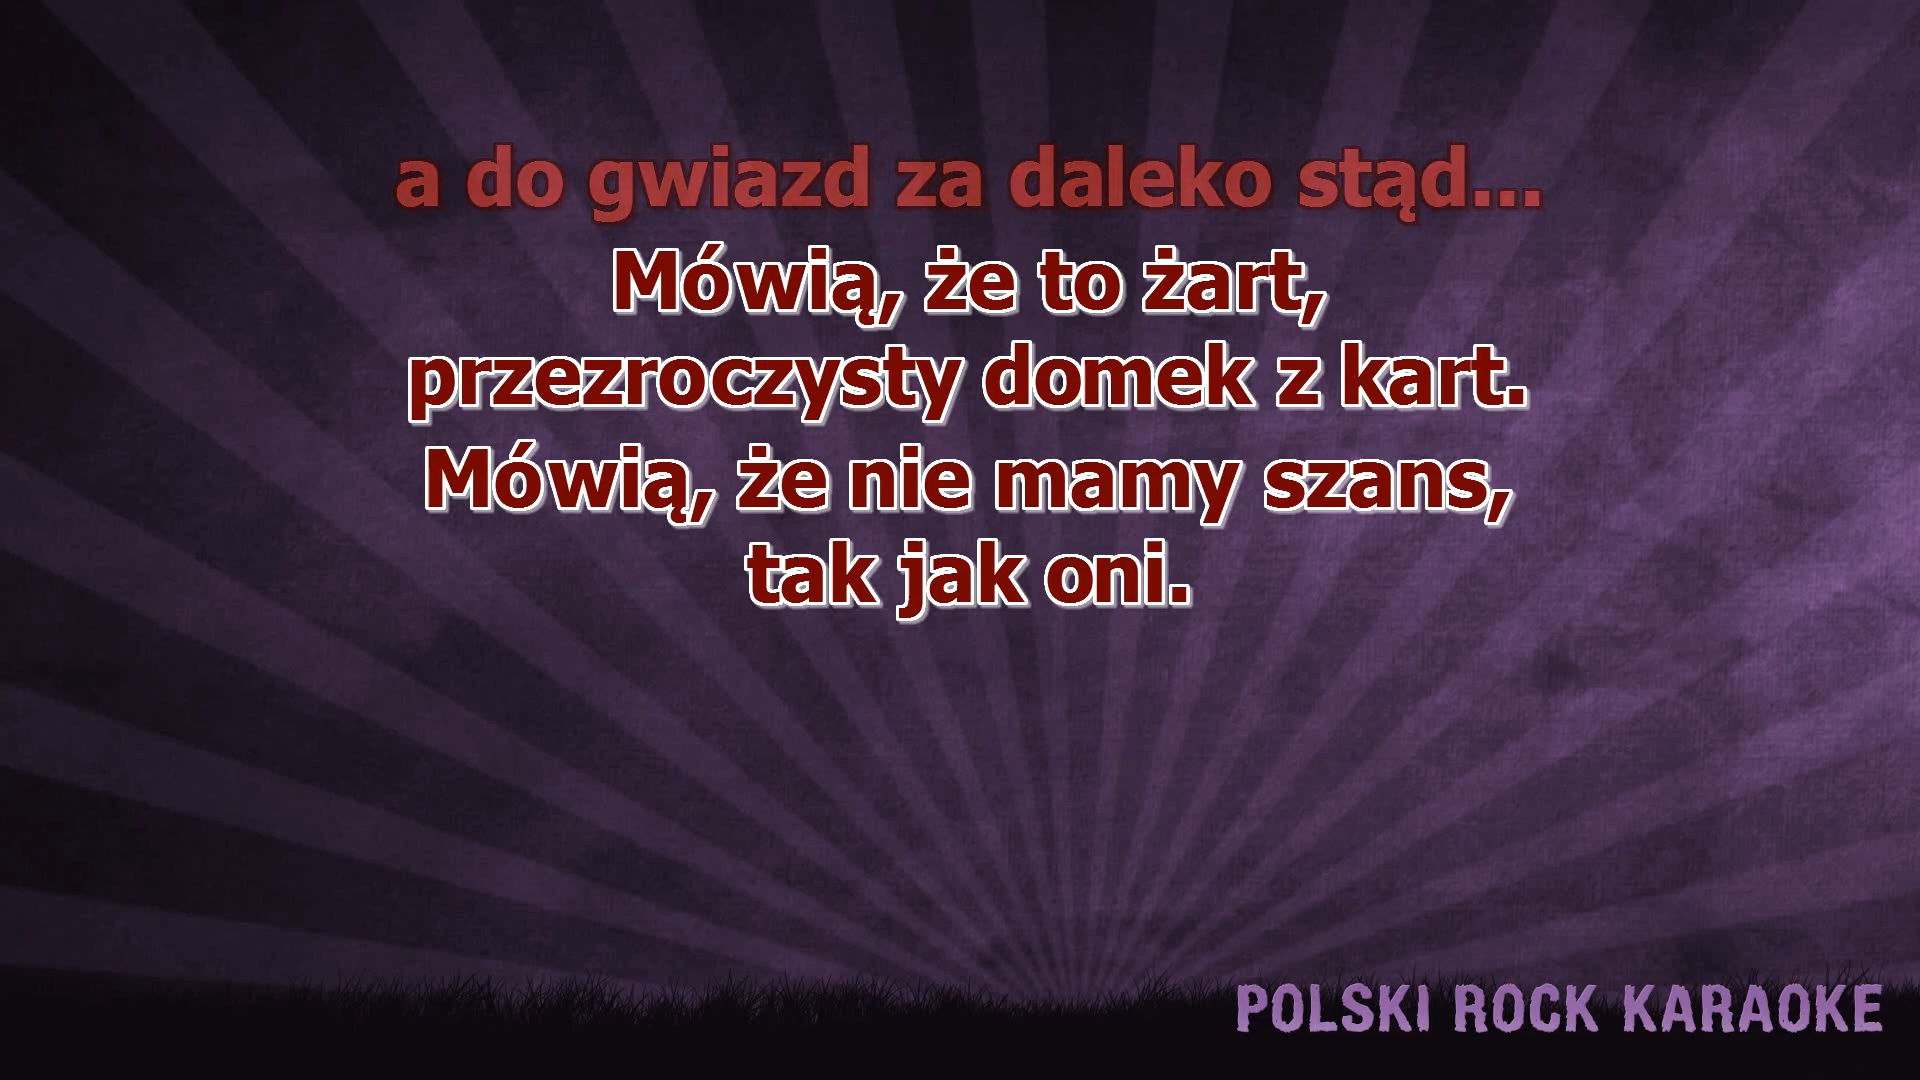 a do gwiazd za daleko stąd...
Mówią, że to żart,
przezroczysty domek z kart.
Mówią, że nie mamy szans,
tak jak oni.
POLSKI ROCK KARAOKE